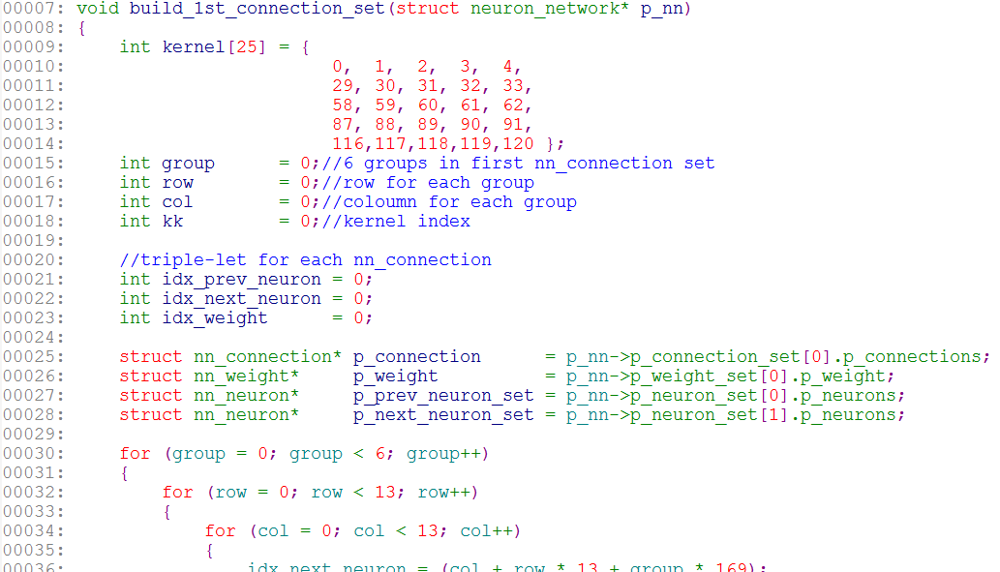 00007: void build_1st_connection_set(struct neuron_network* p_nn)
00008: {
00009:     int kernel[25] = {
00010:                         0,  1,  2,  3,  4,
00011:                         29, 30, 31, 32, 33,
00012:                         58, 59, 60, 61, 62,
00013:                         87, 88, 89, 90, 91,
00014:                         116,117,118,119,120 };
00015:     int group      = 0;//6 groups in first nn_connection set
00016:     int row        = 0;//row for each group
00017:     int col        = 0;//coloumn for each group
00018:     int kk         = 0;//kernel index
00019:
00020:     //triple-let for each nn_connection
00021:     int idx_prev_neuron = 0;
00022:     int idx_next_neuron = 0;
00023:     int idx_weight      = 0;
00024:
00025:     struct nn_connection* p_connection      = p_nn->p_connection_set[0].p_connections;
00026:     struct nn_weight*     p_weight          = p_nn->p_weight_set[0].p_weight;
00027:     struct nn_neuron*     p_prev_neuron_set = p_nn->p_neuron_set[0].p_neurons;
00028:     struct nn_neuron*     p_next_neuron_set = p_nn->p_neuron_set[1].p_neurons;
00029:
00030:     for (group = 0; group < 6; group++)
00031:     {
00032:         for (row = 0; row < 13; row++)
00033:         {
00034:             for (col = 0; col < 13; col++)
00035:             {
00036:                 idx_next_neuron = (col + row * 13 + group * 169);